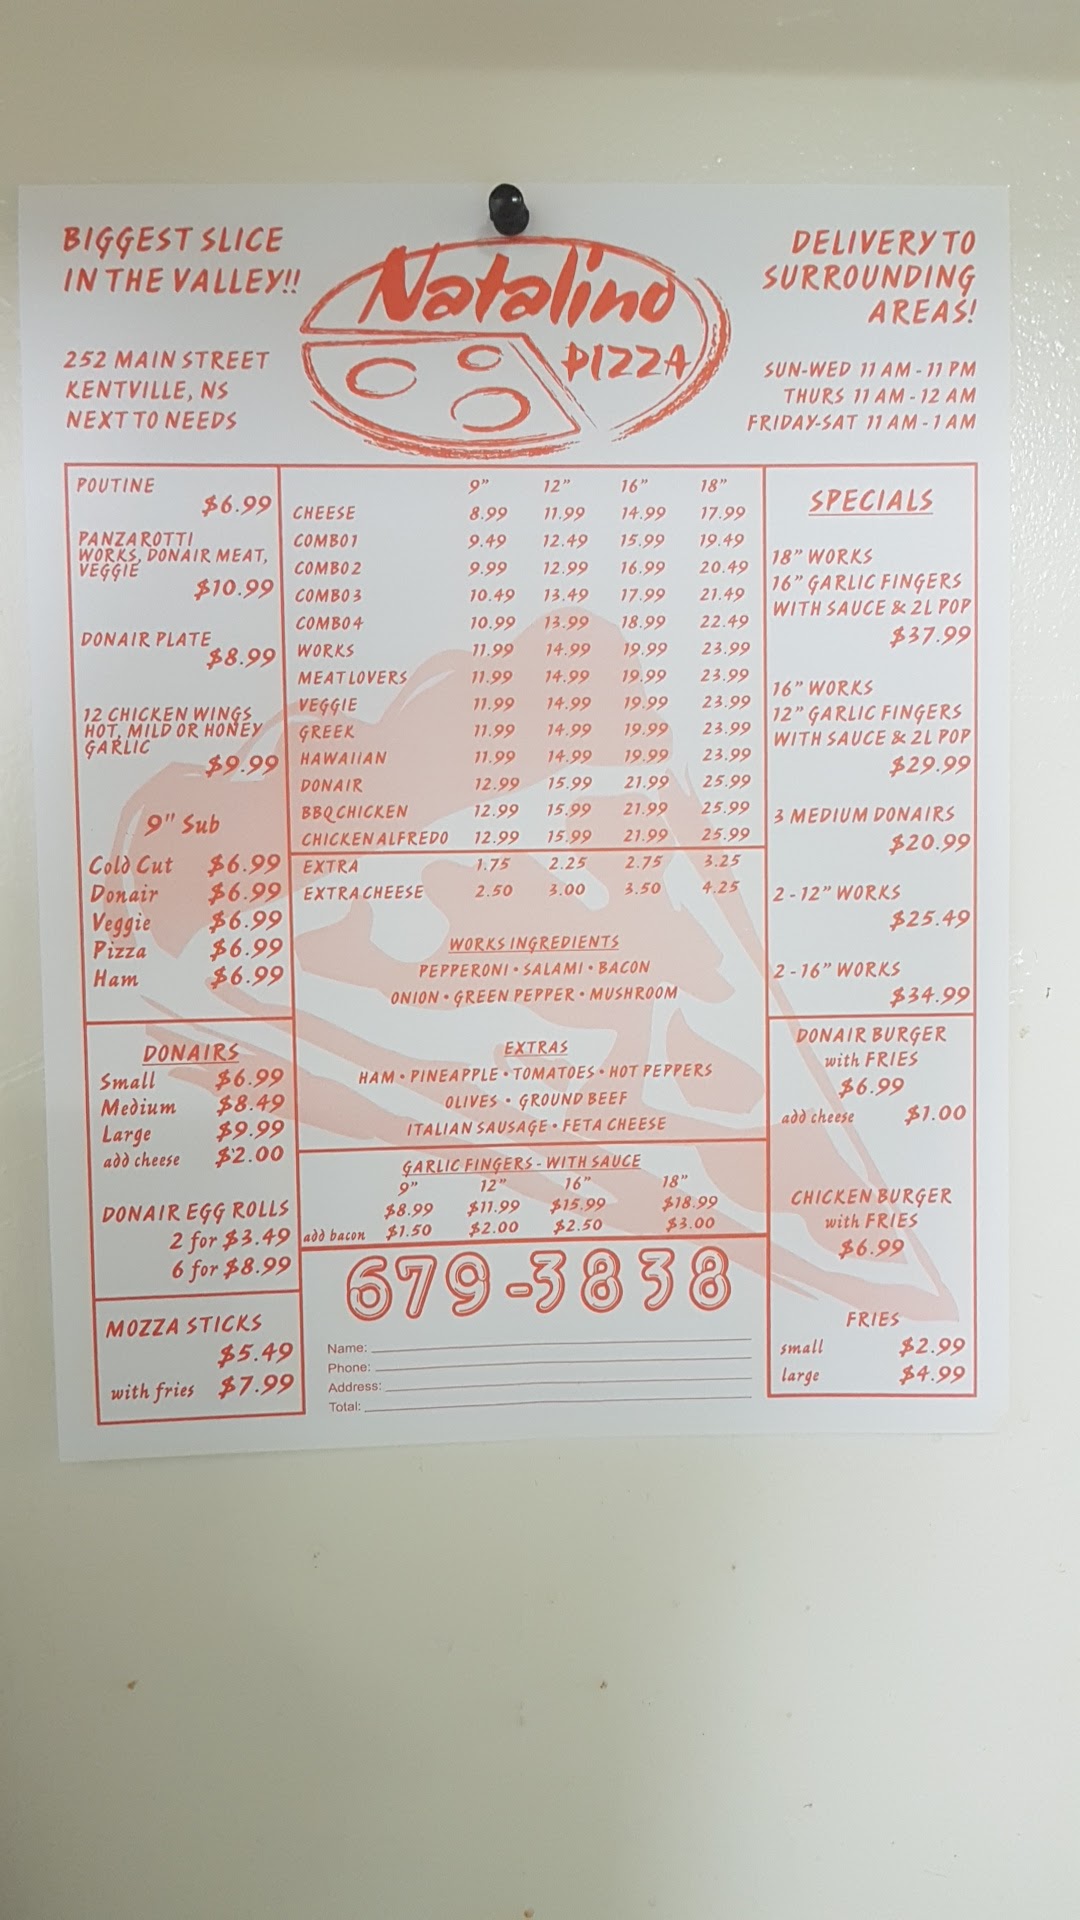 BIGGEST SLICE
IN THE VALLEY!!
252 MAIN STREET
KENTVILLE, NS
NEXT TO NEEDS
Natalino
PIZZA
DELIVERY TO
SURROUNDING
AREAS!
SUN-WED 11 AM - 11 PM
THURS 11 AM - 12 AM
FRIDAY-SAT 11 AM - 1 AM
POUTINE
$6.99
PANZAROTTI
WORKS, DONAIR MEAT,
VEGGIE
$10.99
DONAIR PLATE
$8.99
12 CHICKEN WINGS
HOT, MILD OR HONEY
GARLIC
$9.99
9" Sub
Cold Cut $6.99
Donair $6.99
Veggie $6.99
Pizza $6.99
Ham $6.99
DONAIRS
Small $6.99
Medium $8.49
Large $9.99
add cheese $2.00
DONAIR EGG ROLLS
2 for $3.49
6 for $8.99
MOZZA STICKS
$5.49
with fries $7.99
9" 12" 16" 18"
CHEESE 8.99 11.99 14.99 17.99
COMBO 1 9.49 12.49 15.99 19.49
COMBO 2 9.99 12.99 16.99 20.49
COMBO 3 10.49 13.49 17.99 21.49
COMBO 4 10.99 13.99 18.99 22.49
WORKS 11.99 14.99 19.99 23.99
MEAT LOVERS 11.99 14.99 19.99 23.99
VEGGIE 11.99 14.99 19.99 23.99
GREEK 11.99 14.99 19.99 23.99
HAWAIIAN 11.99 14.99 19.99 23.99
DONAIR 12.99 15.99 21.99 25.99
BBQ CHICKEN 12.99 15.99 21.99 25.99
CHICKEN ALFREDO 12.99 15.99 21.99 25.99
EXTRA 1.75 2.25 2.75 3.25
EXTRA CHEESE 2.50 3.00 3.50 4.25
WORKS INGREDIENTS
PEPPERONI • SALAMI • BACON
ONION • GREEN PEPPER • MUSHROOM
EXTRAS
HAM • PINEAPPLE • TOMATOES • HOT PEPPERS
OLIVES • GROUND BEEF
ITALIAN SAUSAGE • FETA CHEESE
GARLIC FINGERS - WITH SAUCE
9" 12" 16" 18"
$8.99 $11.99 $15.99 $18.99
add bacon $1.50 $2.00 $2.50 $3.00
679-3838
Name:
Phone:
Address:
Total:
SPECIALS
18" WORKS
16" GARLIC FINGERS
WITH SAUCE & 2L POP
$37.99
16" WORKS
12" GARLIC FINGERS
WITH SAUCE & 2L POP
$29.99
3 MEDIUM DONAIRS
$20.99
2 - 12" WORKS
$25.49
2 - 16" WORKS
$34.99
DONAIR BURGER
with FRIES
$6.99
add cheese $1.00
CHICKEN BURGER
with FRIES
$6.99
FRIES
small $2.99
large $4.99